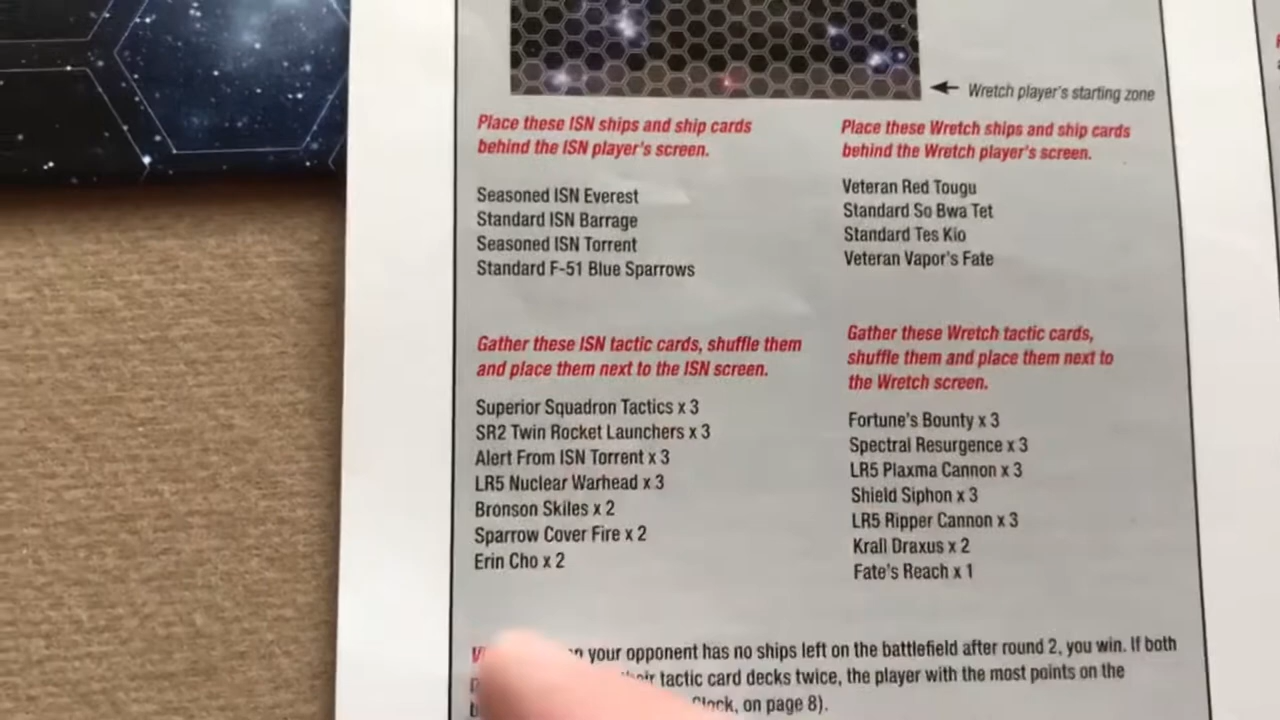 Wretch player's starting zone
Place these ISN ships and ship cards
behind the ISN player's screen.
Seasoned ISN Everest
Standard ISN Barrage
Seasoned ISN Torrent
Standard F-51 Blue Sparrows
Place these Wretch ships and ship cards
behind the Wretch player's screen.
Veteran Red Tougu
Standard So Bwa Tet
Standard Tes Kio
Veteran Vapor's Fate
Gather these ISN tactic cards, shuffle them
and place them next to the ISN screen.
Superior Squadron Tactics x 3
SR2 Twin Rocket Launchers x 3
Alert From ISN Torrent x 3
LR5 Nuclear Warhead x 3
Bronson Skiles x 2
Sparrow Cover Fire x 2
Erin Cho x 2
Gather these Wretch tactic cards,
shuffle them and place them next to
the Wretch screen.
Fortune's Bounty x 3
Spectral Resurgence x 3
LR5 Plaxma Cannon x 3
Shield Siphon x 3
LR5 Ripper Cannon x 3
Krall Draxus x 2
Fate's Reach x 1
your opponent has no ships left on the battlefield after round 2, you win. If both
tactic card decks twice, the player with the most points on the
on page 8).